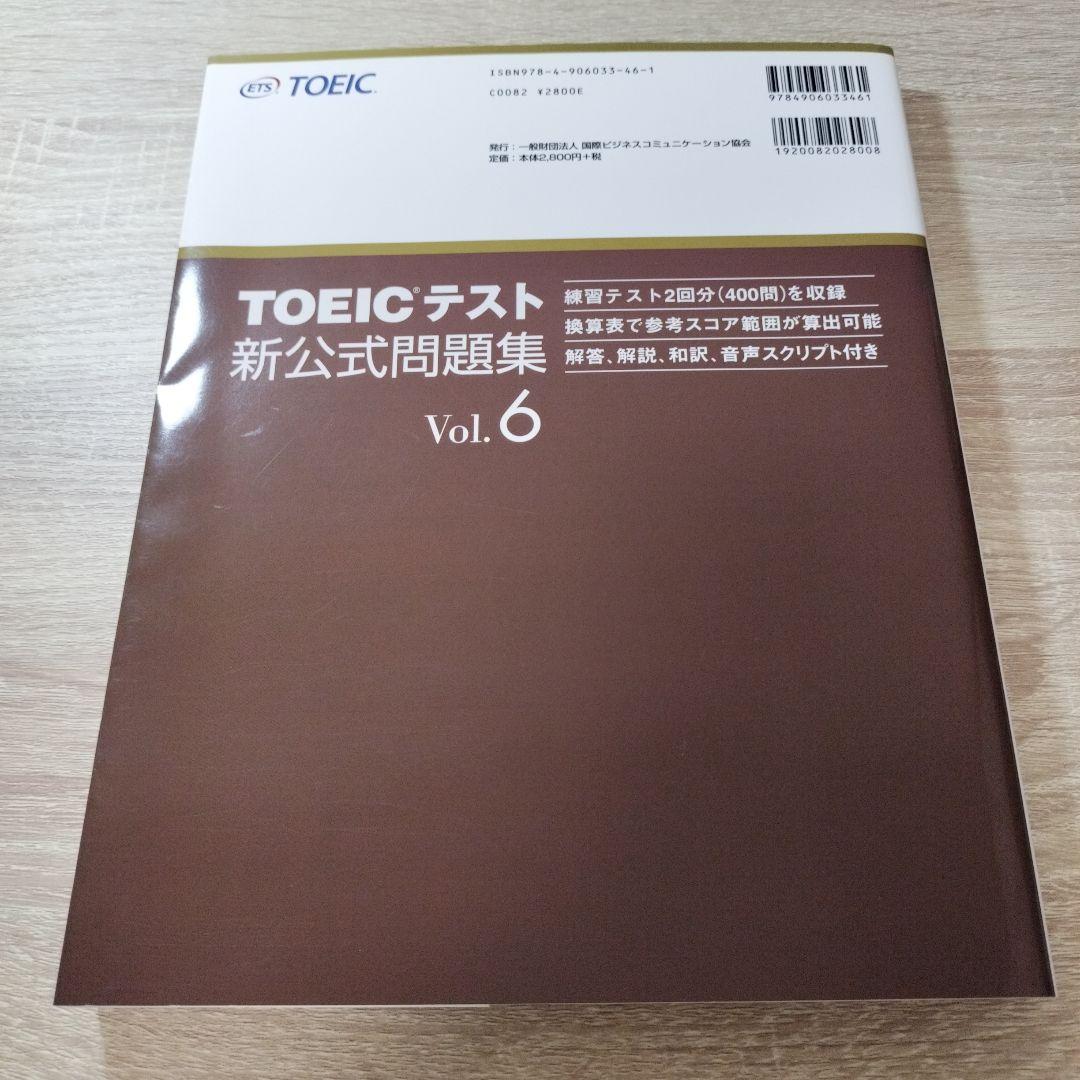 ETS® TOEIC®
ISBN978-4-906033-46-1
C0082 ¥2800E
9784906033461
1920082028008
発行：一般財団法人 国際ビジネスコミュニケーション協会
定価：本体2,800円+税
TOEIC®テスト
新公式問題集
Vol. 6
練習テスト2回分(400問)を収録
換算表で参考スコア範囲が算出可能
解答、解説、和訳、音声スクリプト付き